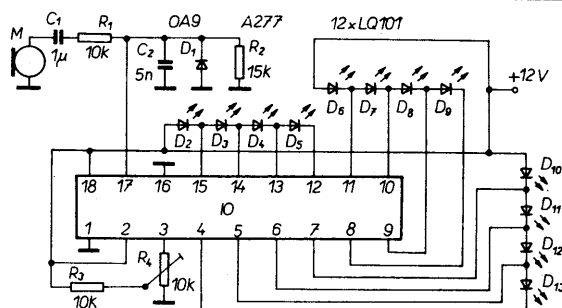 M C1 1µ R1 10k OA9 A277 12×LQ101
C2 5n D1 R2 15k +12V
D6 D7 D8 D9
D2 D3 D4 D5
D10
18 17 16 15 14 13 12 11 10
IO
D11
1 2 3 4 5 6 7 8 9
D12
R3 10k R4 10k
D13